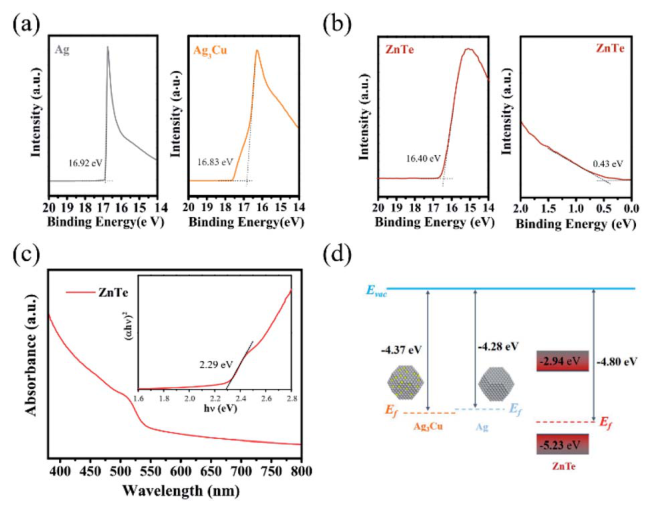 (a)
Ag
16.92 eV
Intensity (a.u.)
20 19 18 17 16 15 14
Binding Energy(e V)
Ag₃Cu
16.83 eV
Intensity (a·u·)
20 19 18 17 16 15 14
Binding Energy(eV)
(b)
ZnTe
16.40 eV
Intensity (a.u.)
20 19 18 17 16 15 14
Binding Energy(eV)
ZnTe
0.43 eV
Intensity (a.u.)
2.0 1.5 1.0 0.5 0.0
Binding Energy (eV)
(c)
ZnTe
Absorbance (a.u.)
400 450 500 550 600 650 700 750 800
Wavelength (nm)
(αhν)²
2.29 eV
1.6 1.8 2.0 2.2 2.4 2.6 2.8
hν (eV)
(d)
Evac
-4.37 eV
-4.28 eV
-2.94 eV
-4.80 eV
Ef
Ef
Ef
Ag₃Cu
Ag
-5.23 eV
ZnTe